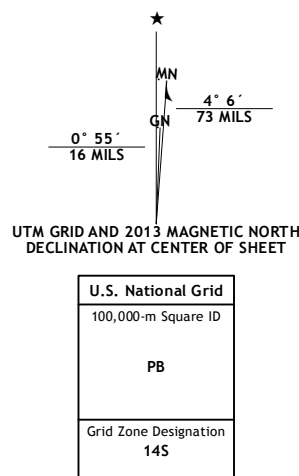 ★
MN
GN
4° 6´
73 MILS
0° 55´
16 MILS
UTM GRID AND 2013 MAGNETIC NORTH
DECLINATION AT CENTER OF SHEET
U.S. National Grid
100,000-m Square ID
PB
Grid Zone Designation
14S